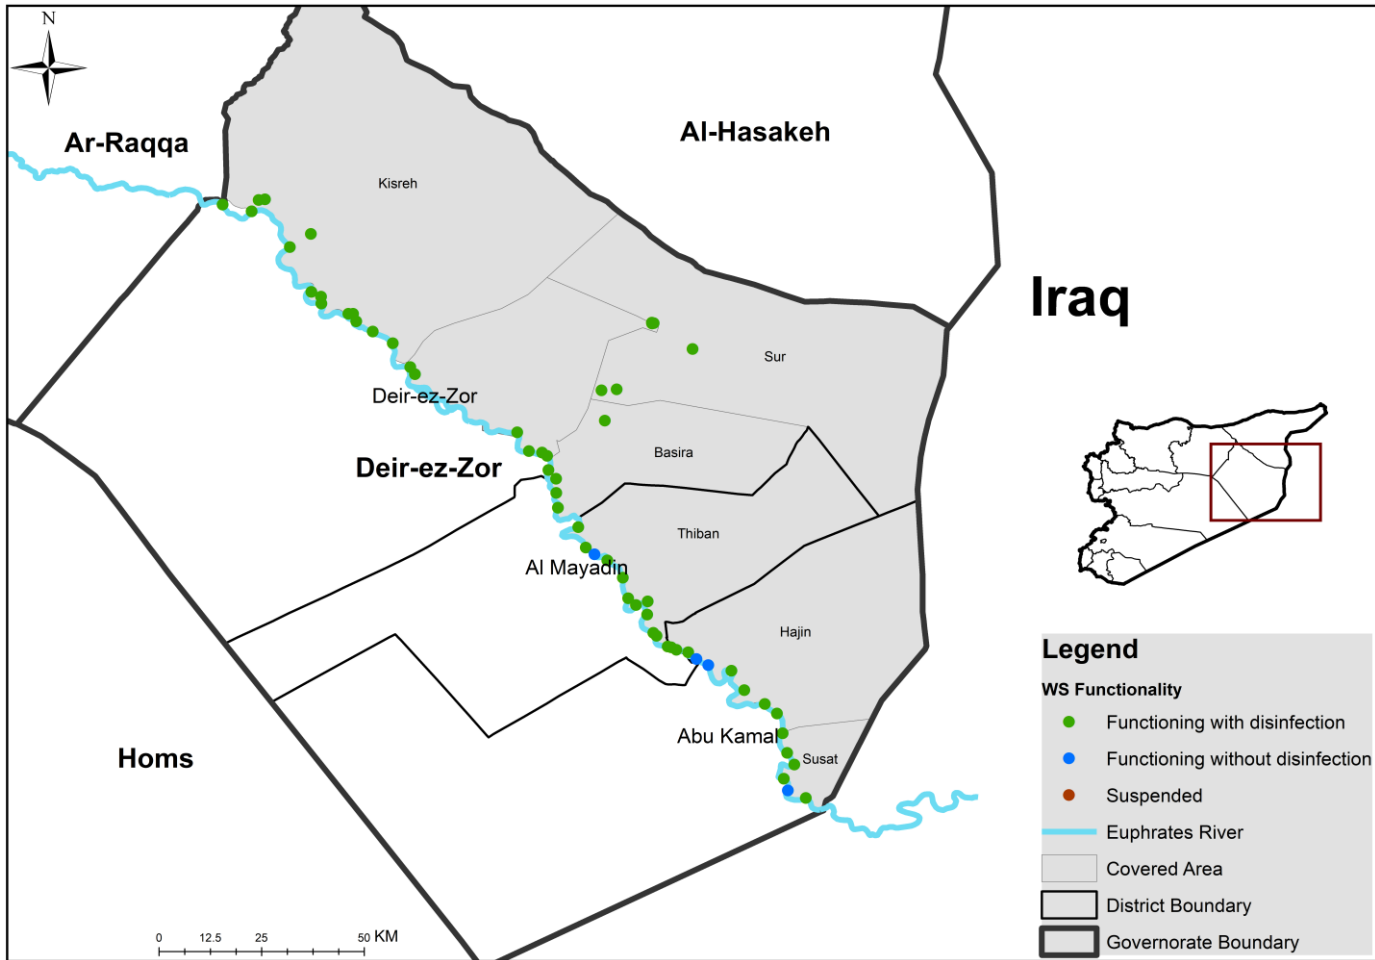 N
Ar-Raqqa
Al-Hasakeh
Kisreh
Iraq
Sur
Deir-ez-Zor
Basira
Deir-ez-Zor
Thiban
Al Mayadin
Hajin
Abu Kamal
Susat
Homs
Legend
WS Functionality
Functioning with disinfection
Functioning without disinfection
Suspended
Euphrates River
Covered Area
District Boundary
Governorate Boundary
0 12.5 25 50 KM